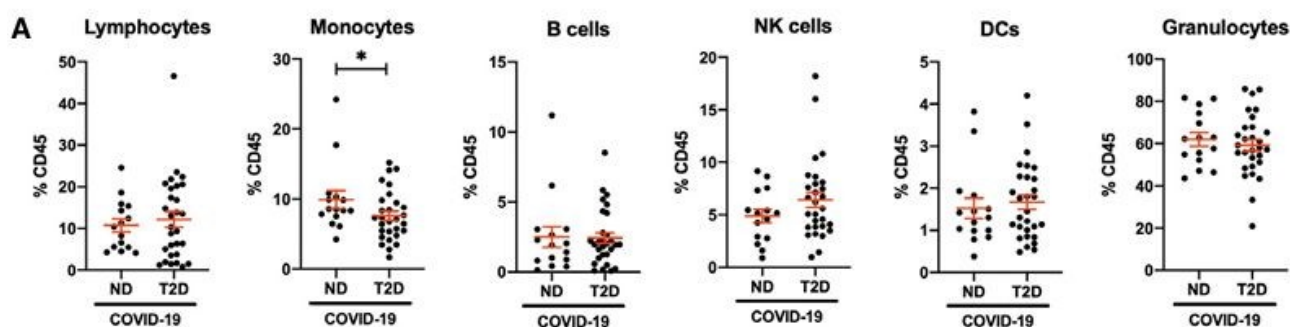 A
Lymphocytes
% CD45
50
40
30
20
10
0
ND T2D
COVID-19
Monocytes
*
% CD45
30
20
10
0
ND T2D
COVID-19
B cells
% CD45
15
10
5
0
ND T2D
COVID-19
NK cells
% CD45
20
15
10
5
0
ND T2D
COVID-19
DCs
% CD45
5
4
3
2
1
0
ND T2D
COVID-19
Granulocytes
% CD45
100
80
60
40
20
0
ND T2D
COVID-19